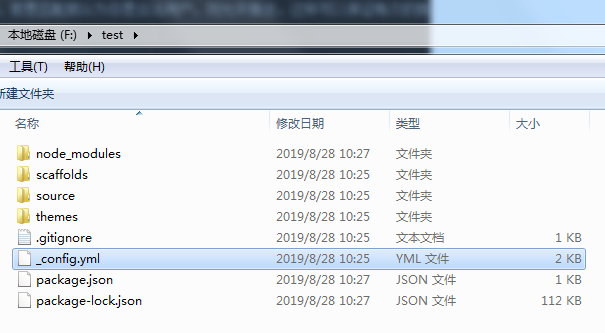 本地磁盘 (F:) ▸ test ▸
工具(T) 帮助(H)
新建文件夹
名称 修改日期 类型 大小
node_modules 2019/8/28 10:27 文件夹
scaffolds 2019/8/28 10:25 文件夹
source 2019/8/28 10:25 文件夹
themes 2019/8/28 10:25 文件夹
.gitignore 2019/8/28 10:25 文本文档 1 KB
_config.yml 2019/8/28 10:25 YML 文件 2 KB
package.json 2019/8/28 10:27 JSON 文件 1 KB
package-lock.json 2019/8/28 10:25 JSON 文件 112 KB